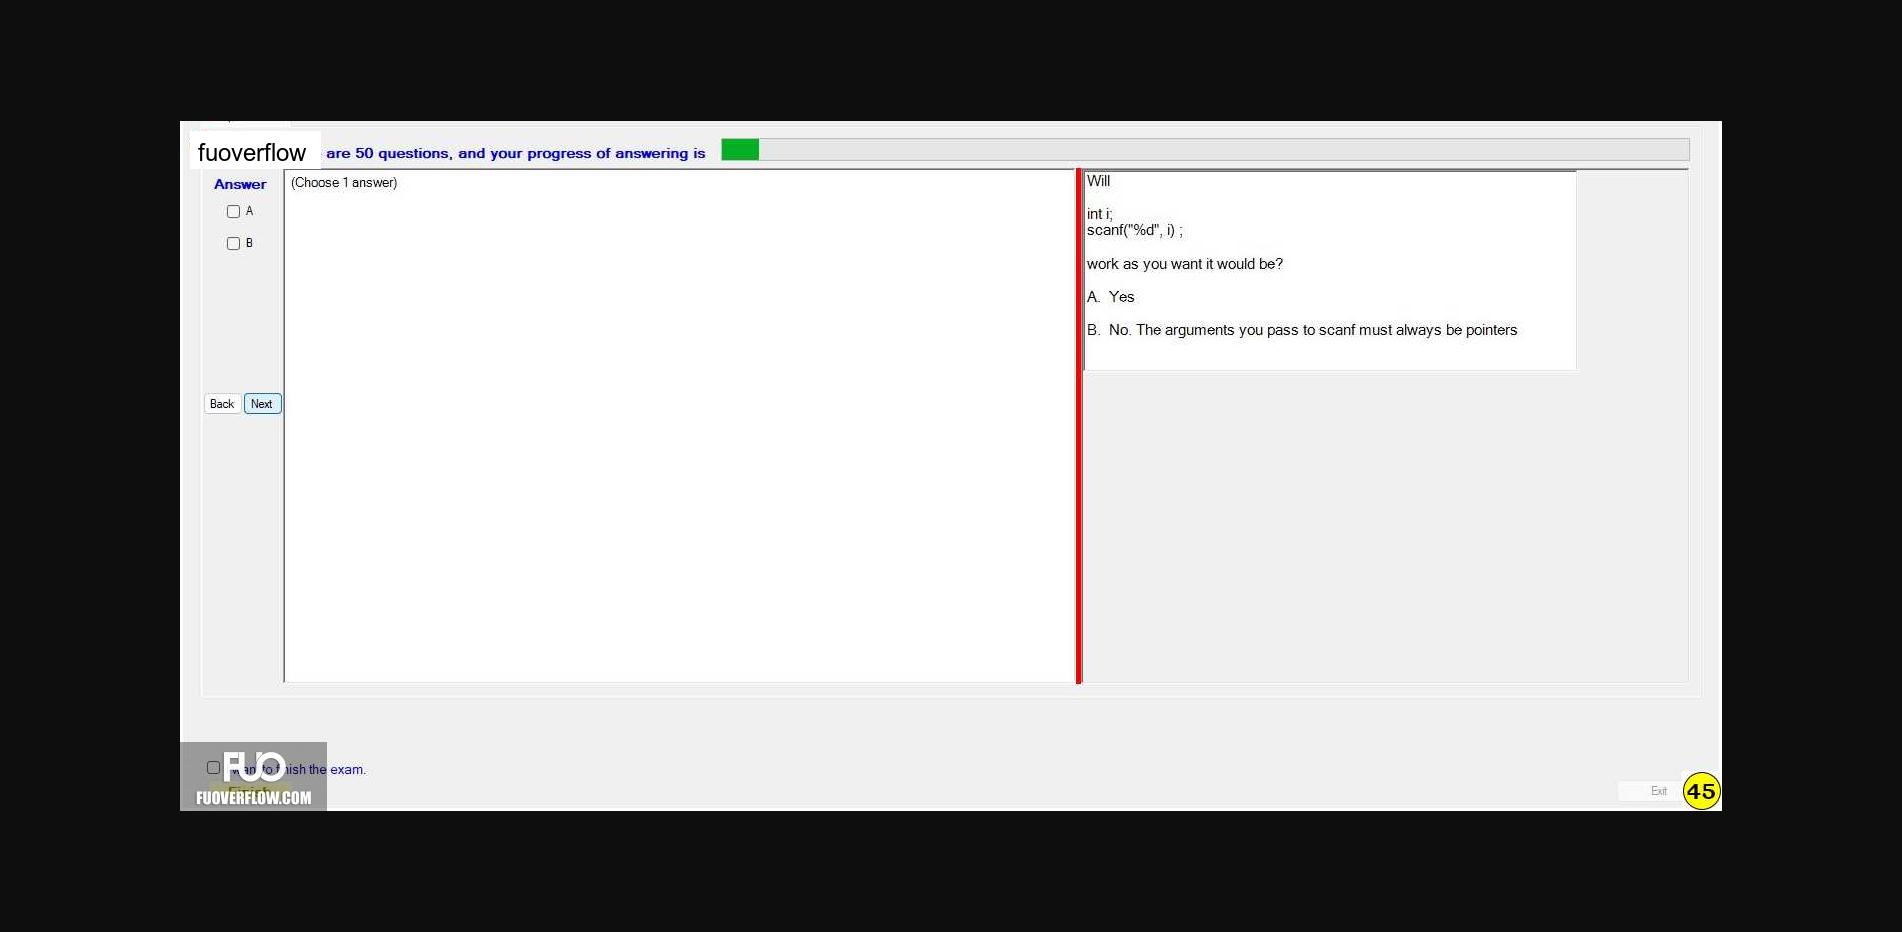 fuoverflow are 50 questions, and your progress of answering is
Answer
(Choose 1 answer)
A
B
Back Next
Will
int i;
scanf("%d", i) ;
work as you want it would be?
A. Yes
B. No. The arguments you pass to scanf must always be pointers
FUO
want to finish the exam.
Finish
FUOVERFLOW.COM
Exit
45